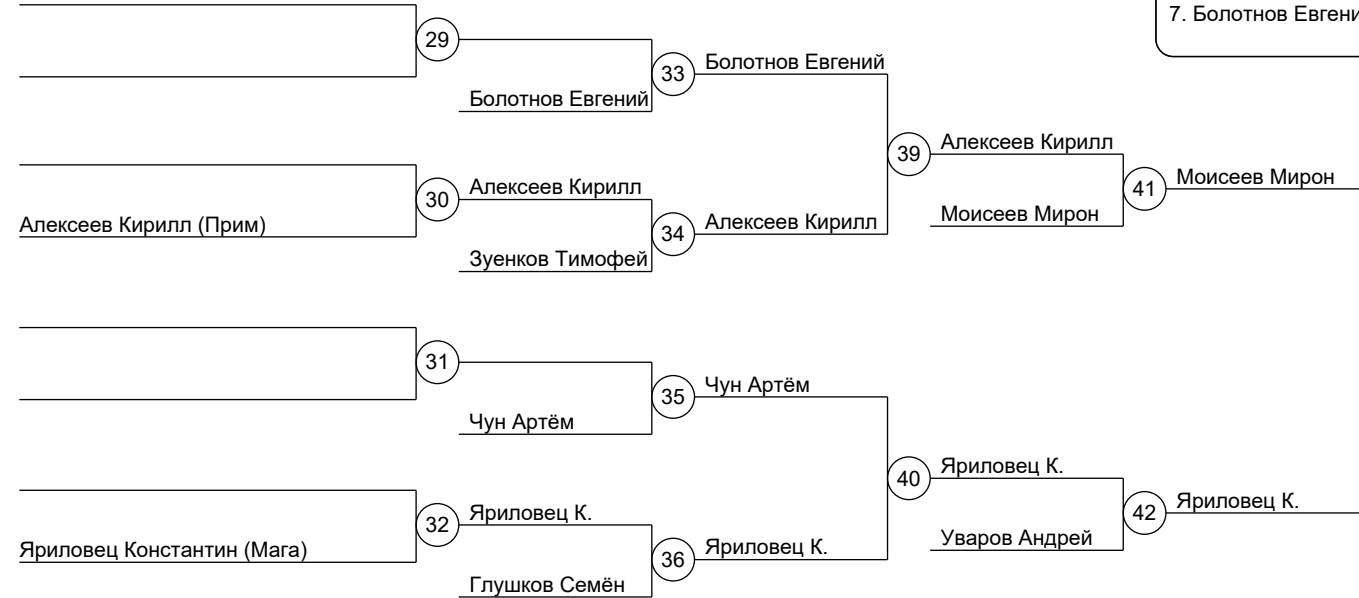 7. Болотнов Евгени
29
Болотнов Евгений
33
Болотнов Евгений
Алексеев Кирилл (Прим)
30
Алексеев Кирилл
Зуенков Тимофей
34
Алексеев Кирилл
39
Алексеев Кирилл
Моисеев Мирон
41
Моисеев Мирон
31
Чун Артём
35
Чун Артём
Яриловец Константин (Мага)
32
Яриловец К.
Глушков Семён
36
Яриловец К.
40
Яриловец К.
Уваров Андрей
42
Яриловец К.